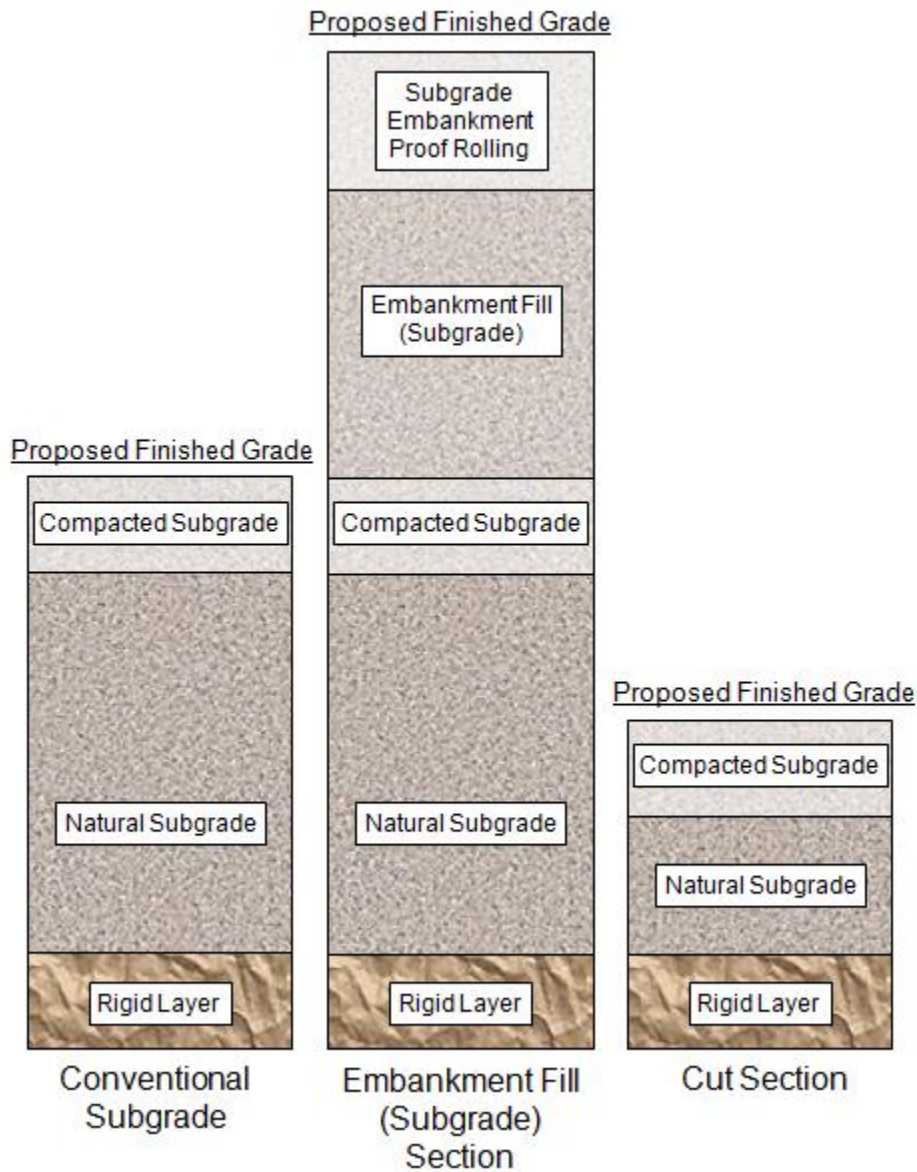 Proposed Finished Grade
Subgrade
Embankment
Proof Rolling
Embankment Fill
(Subgrade)
Proposed Finished Grade
Compacted Subgrade
Compacted Subgrade
Proposed Finished Grade
Compacted Subgrade
Natural Subgrade
Natural Subgrade
Natural Subgrade
Rigid Layer
Rigid Layer
Rigid Layer
Conventional
Subgrade
Embankment Fill
(Subgrade)
Section
Cut Section